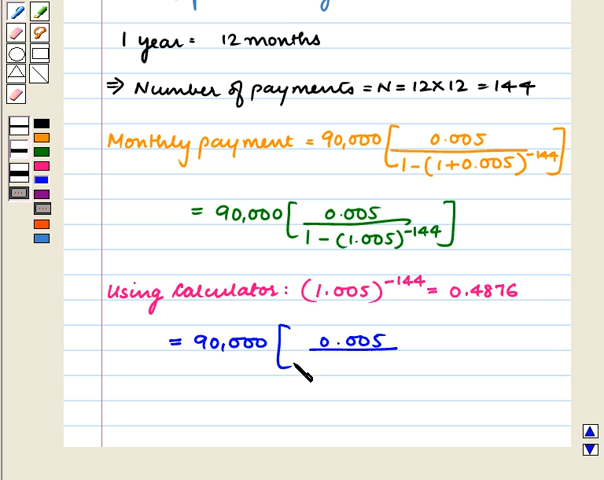 1 year = 12 months
⇒ Number of payments = N = 12×12 = 144
Monthly payment = 90,000 [ 0.005 / 1-(1+0.005)^-144 ]
= 90,000 [ 0.005 / 1-(1.005)^-144 ]
Using Calculator: (1.005)^-144 = 0.4876
= 90,000 [ 0.005